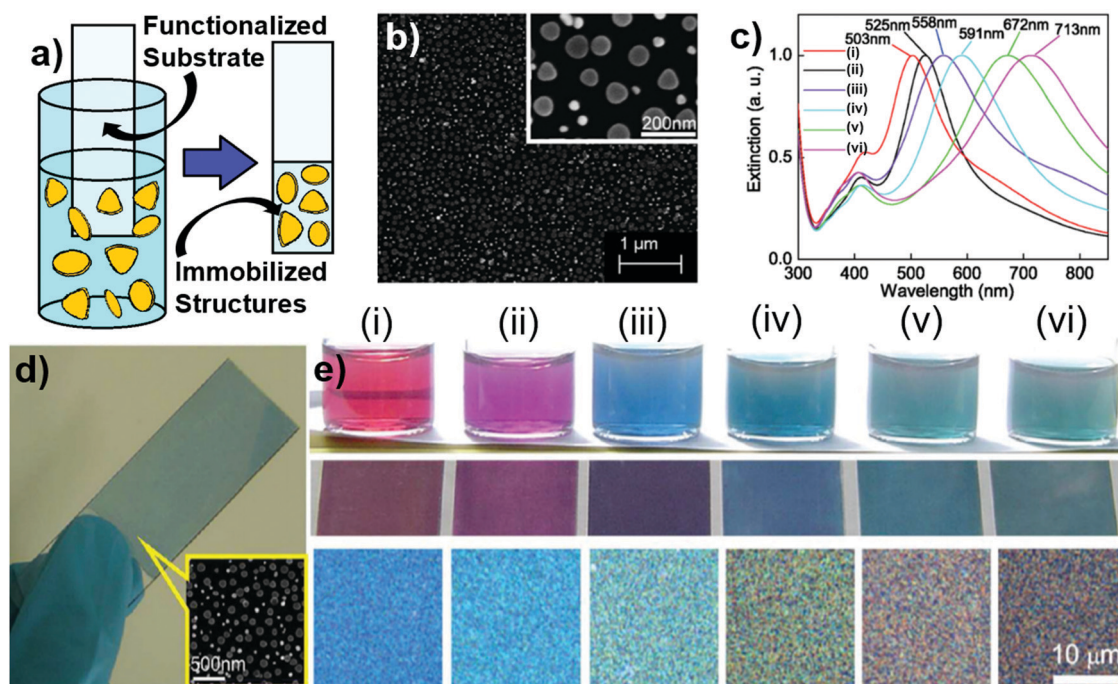 a)
Functionalized
Substrate
Immobilized
Structures
b)
200nm
1 µm
c)
525nm 558nm 672nm
503nm 591nm 713nm
Extinction (a. u.)
1.0
0.5
0.0
(i)
(ii)
(iii)
(iv)
(v)
(vi)
300 400 500 600 700 800
Wavelength (nm)
d)
500nm
e)
(i) (ii) (iii) (iv) (v) (vi)
10 µm